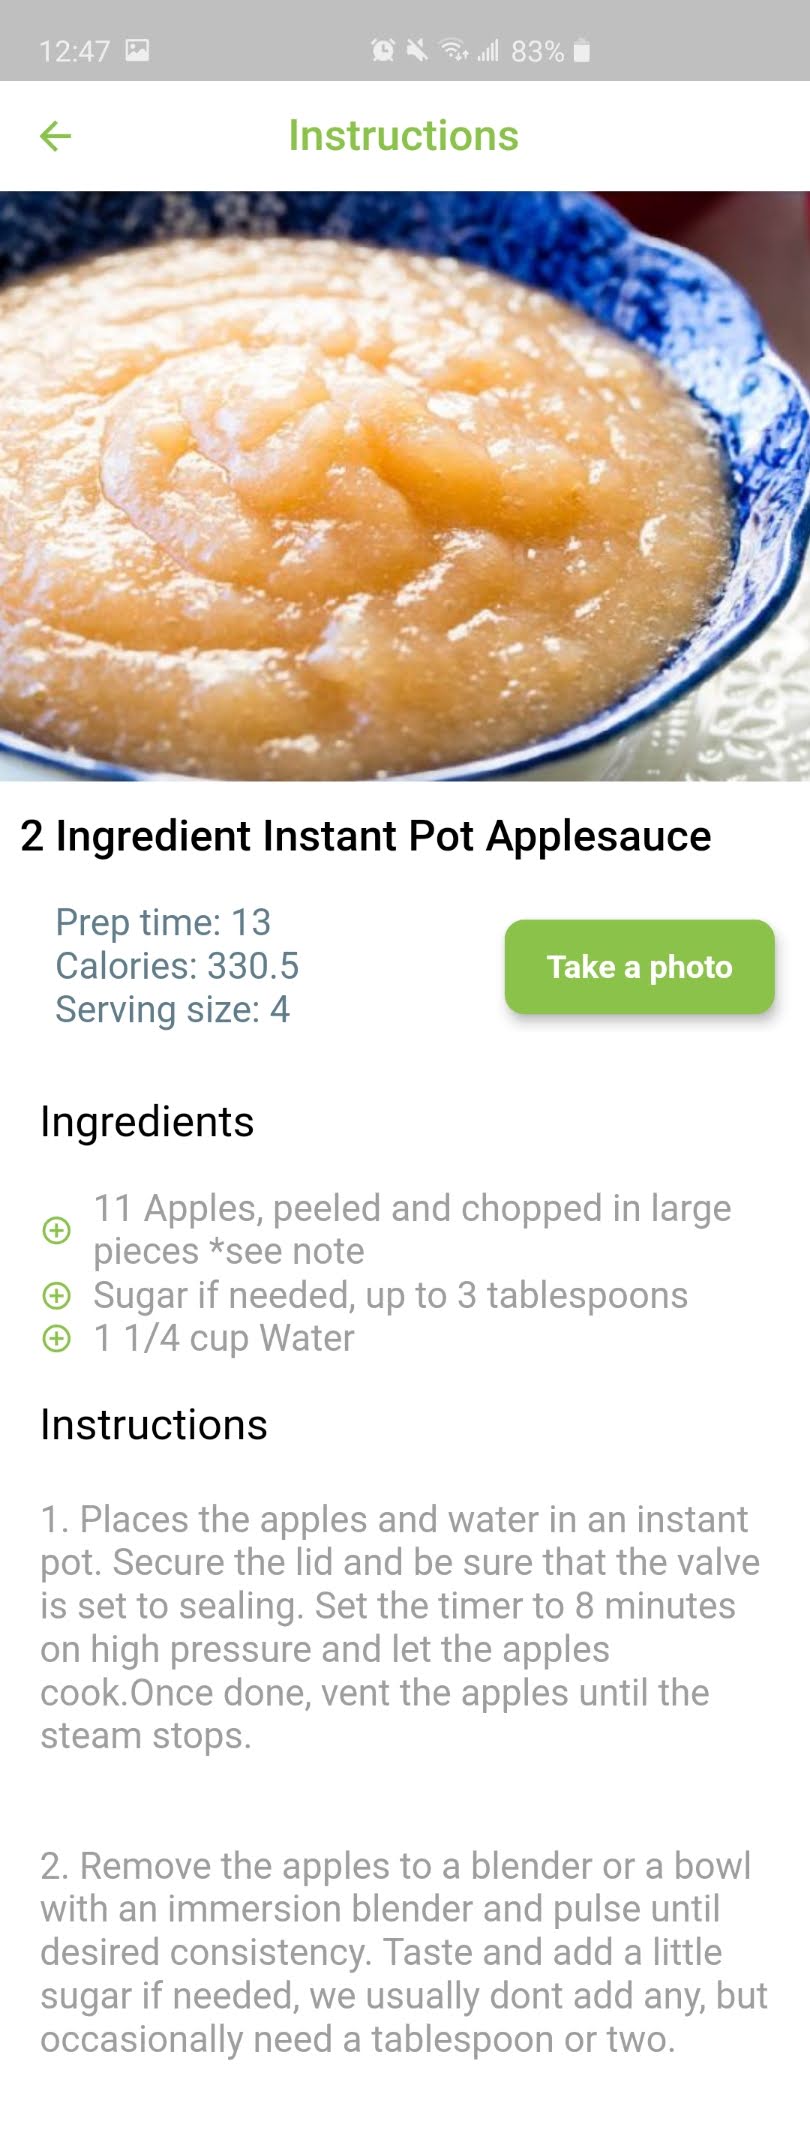 12:47
83%
Instructions
2 Ingredient Instant Pot Applesauce
Prep time: 13
Calories: 330.5
Serving size: 4
Take a photo
Ingredients
11 Apples, peeled and chopped in large
pieces *see note
Sugar if needed, up to 3 tablespoons
1 1/4 cup Water
Instructions
1. Places the apples and water in an instant
pot. Secure the lid and be sure that the valve
is set to sealing. Set the timer to 8 minutes
on high pressure and let the apples
cook.Once done, vent the apples until the
steam stops.
2. Remove the apples to a blender or a bowl
with an immersion blender and pulse until
desired consistency. Taste and add a little
sugar if needed, we usually dont add any, but
occasionally need a tablespoon or two.